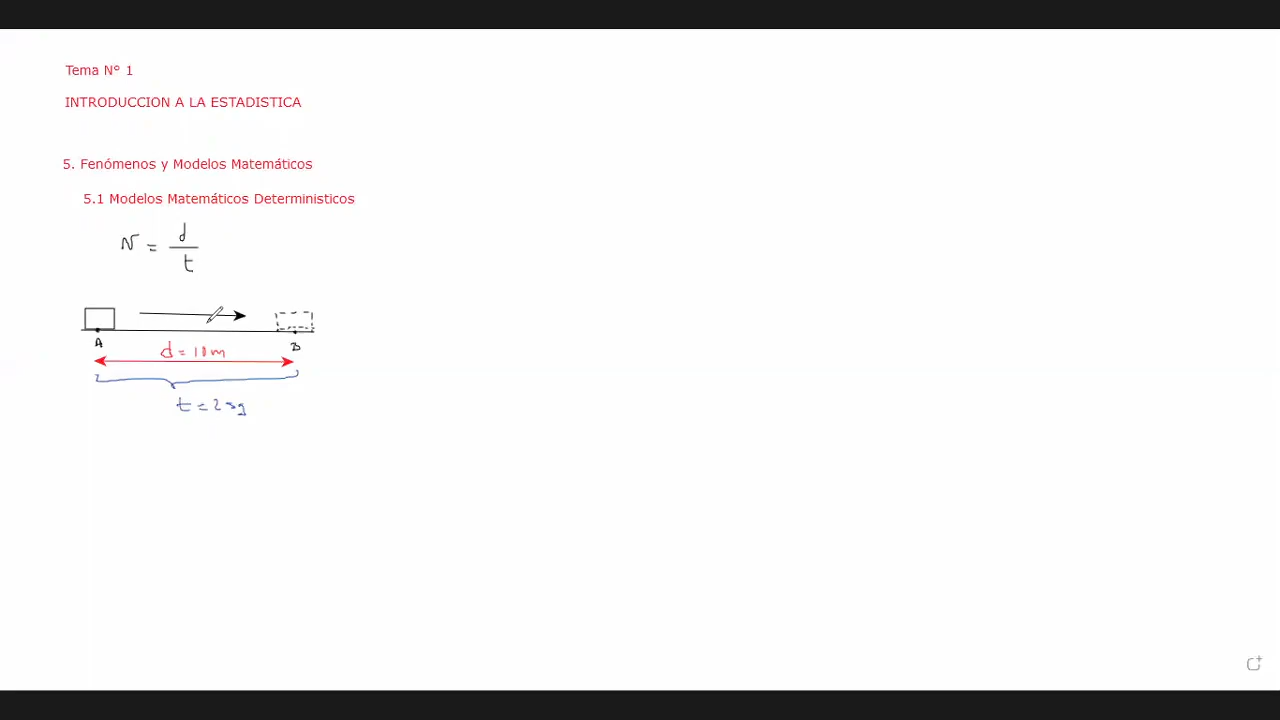 Tema N° 1
INTRODUCCION A LA ESTADISTICA
5. Fenómenos y Modelos Matemáticos
5.1 Modelos Matemáticos Deterministicos
v = d
t
A B
d = 10m
t = 2 sg